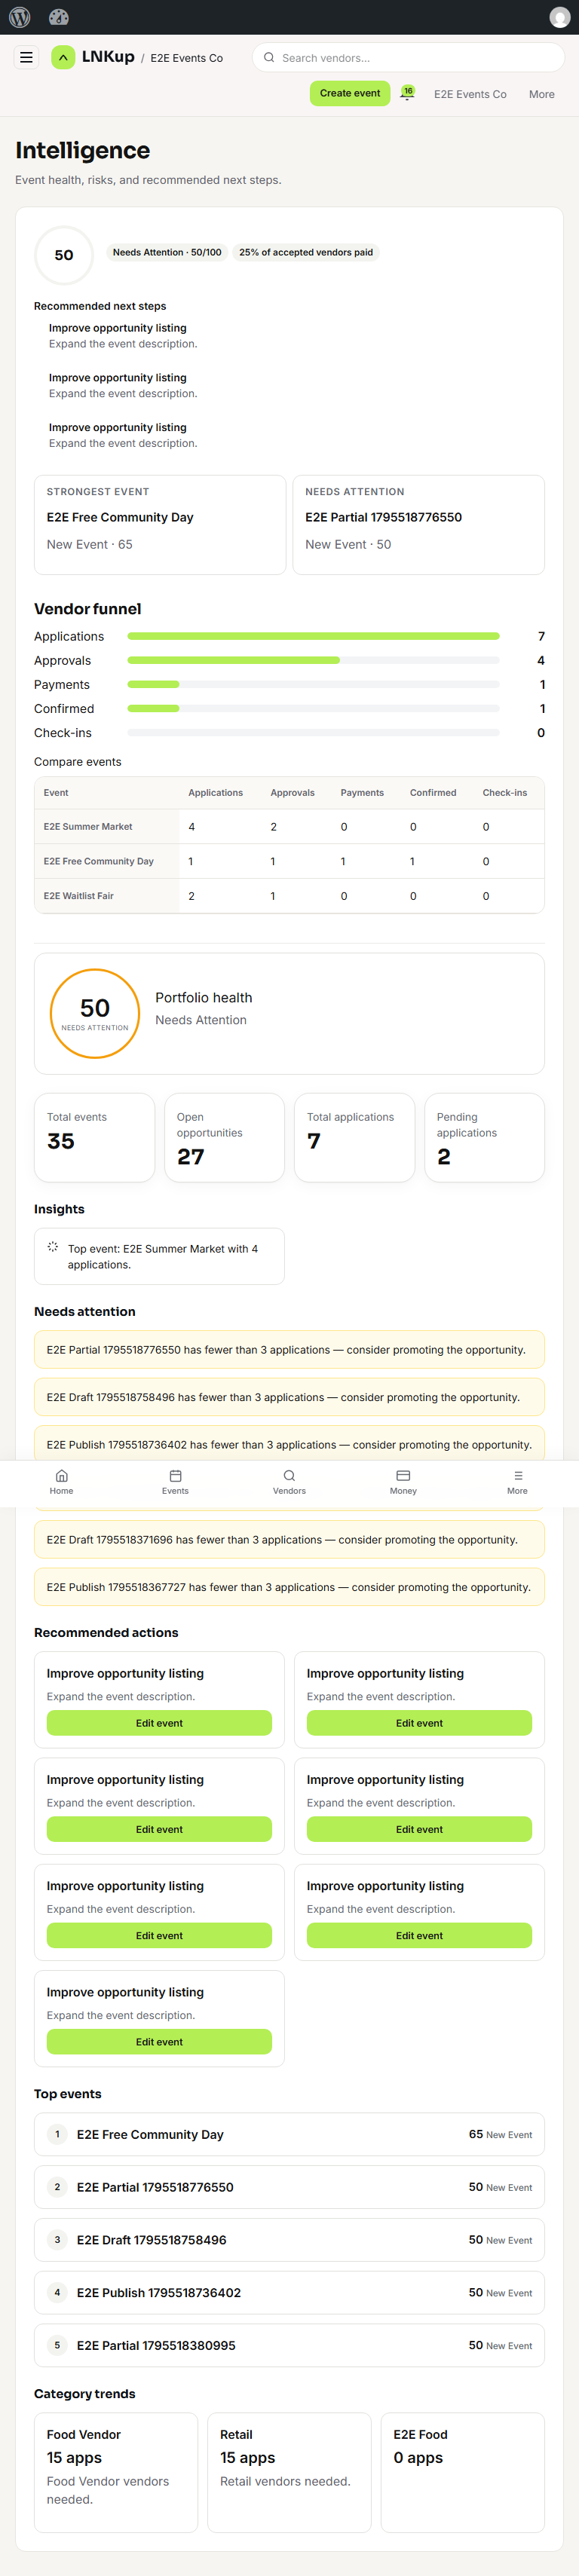 LNKup / E2E Events Co
Search vendors...
Create event
16
E2E Events Co
More
Intelligence
Event health, risks, and recommended next steps.
50
Needs Attention · 50/100
25% of accepted vendors paid
Recommended next steps
Improve opportunity listing
Expand the event description.
Improve opportunity listing
Expand the event description.
Improve opportunity listing
Expand the event description.
STRONGEST EVENT
E2E Free Community Day
New Event · 65
NEEDS ATTENTION
E2E Partial 1795518776550
New Event · 50
Vendor funnel
Applications 7
Approvals 4
Payments 1
Confirmed 1
Check-ins 0
Compare events
Event Applications Approvals Payments Confirmed Check-ins
E2E Summer Market 4 2 0 0 0
E2E Free Community Day 1 1 1 1 0
E2E Waitlist Fair 2 1 0 0 0
50
NEEDS ATTENTION
Portfolio health
Needs Attention
Total events
35
Open
opportunities
27
Total applications
7
Pending
applications
2
Insights
Top event: E2E Summer Market with 4
applications.
Needs attention
E2E Partial 1795518776550 has fewer than 3 applications — consider promoting the opportunity.
E2E Draft 1795518758496 has fewer than 3 applications — consider promoting the opportunity.
E2E Publish 1795518736402 has fewer than 3 applications — consider promoting the opportunity.
Home
Events
Vendors
Money
More
E2E Draft 1795518371696 has fewer than 3 applications — consider promoting the opportunity.
E2E Publish 1795518367727 has fewer than 3 applications — consider promoting the opportunity.
Recommended actions
Improve opportunity listing
Expand the event description.
Edit event
Improve opportunity listing
Expand the event description.
Edit event
Improve opportunity listing
Expand the event description.
Edit event
Improve opportunity listing
Expand the event description.
Edit event
Improve opportunity listing
Expand the event description.
Edit event
Improve opportunity listing
Expand the event description.
Edit event
Improve opportunity listing
Expand the event description.
Edit event
Top events
1 E2E Free Community Day 65 New Event
2 E2E Partial 1795518776550 50 New Event
3 E2E Draft 1795518758496 50 New Event
4 E2E Publish 1795518736402 50 New Event
5 E2E Partial 1795518380995 50 New Event
Category trends
Food Vendor
15 apps
Food Vendor vendors
needed.
Retail
15 apps
Retail vendors needed.
E2E Food
0 apps